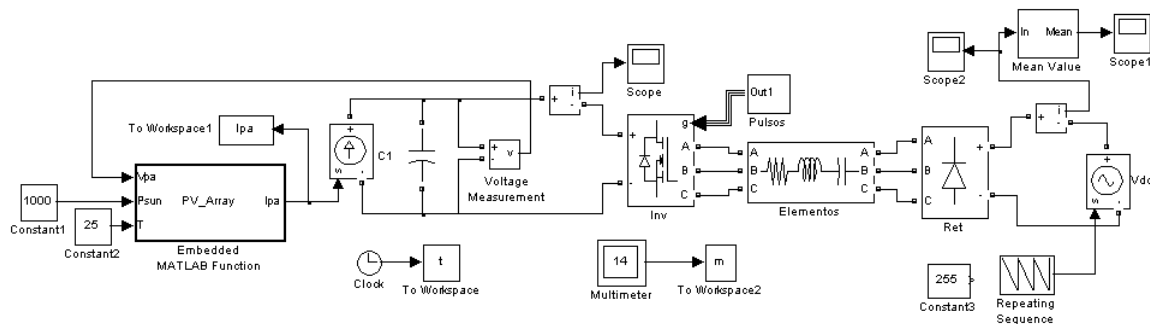 In
Mean
Mean Value
Scope1
Scope2
Scope
i
+
-
Out1
Pulsos
i
+
-
To Workspace1
Ipa
Vpa
Psun
T
PV_Array
Ipa
1000
Constant1
25
Constant2
Embedded
MATLAB Function
+
s
-
C1
+
-
v
Voltage
Measurement
+
-
g
A
B
C
Inv
A
B
C
A
B
C
Elementos
A
B
C
+
-
Ret
+
s
-
Vdc
Clock
t
To Workspace
14
Multimeter
m
To Workspace2
255
Constant3
Repeating
Sequence